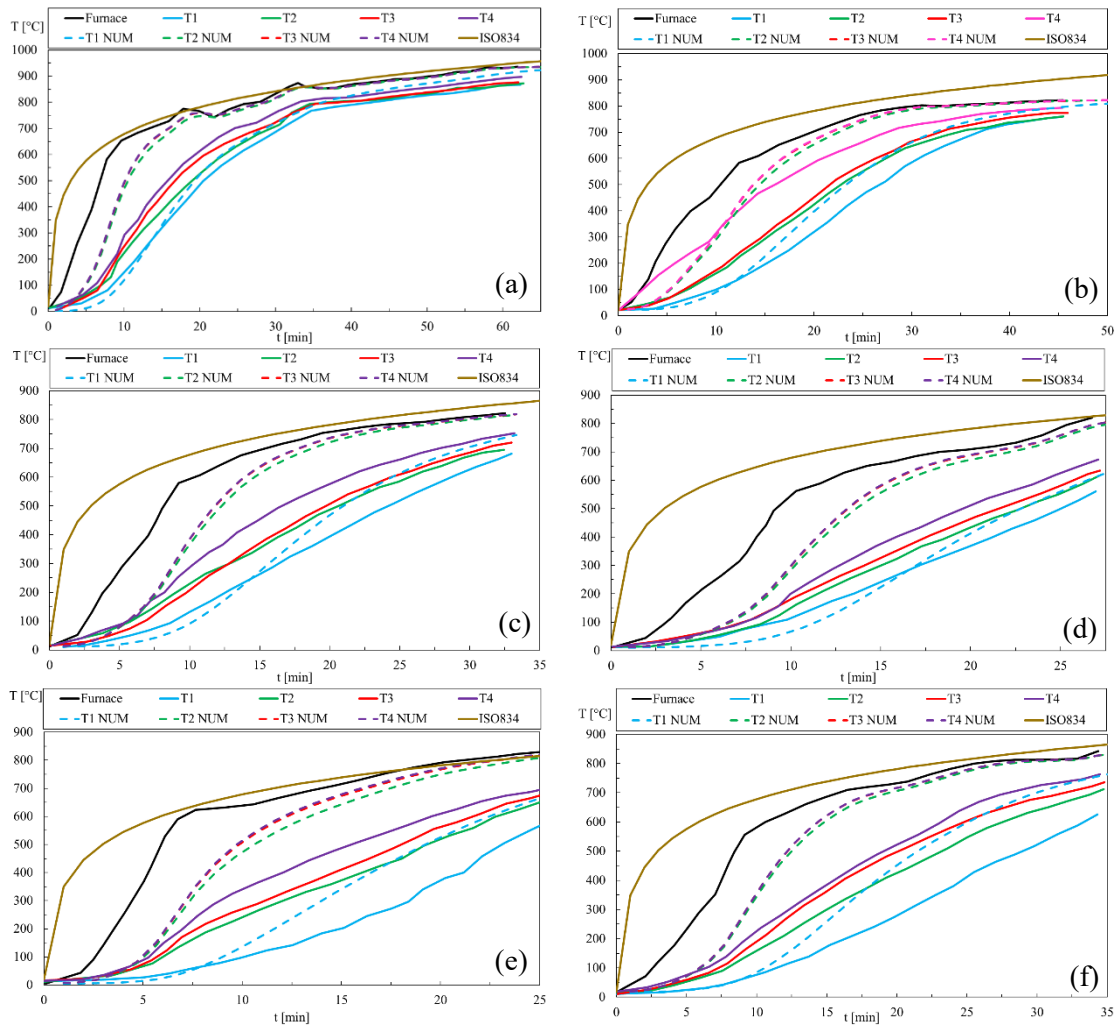 Furnace T1 T2 T3 T4
T1 NUM T2 NUM T3 NUM T4 NUM ISO834
T [°C]
1000
900
800
700
600
500
400
300
200
100
0
0 10 20 30 40 50 60
t [min]
(a)
Furnace T1 T2 T3 T4
T1 NUM T2 NUM T3 NUM T4 NUM ISO834
T [°C]
1000
900
800
700
600
500
400
300
200
100
0
0 10 20 30 40 50
t [min]
(b)
Furnace T1 T2 T3 T4
T1 NUM T2 NUM T3 NUM T4 NUM ISO834
T [°C]
900
800
700
600
500
400
300
200
100
0
0 5 10 15 20 25 30 35
t [min]
(c)
Furnace T1 T2 T3 T4
T1 NUM T2 NUM T3 NUM T4 NUM ISO834
T [°C]
900
800
700
600
500
400
300
200
100
0
0 5 10 15 20 25
t [min]
(d)
Furnace T1 T2 T3 T4
T1 NUM T2 NUM T3 NUM T4 NUM ISO834
T [°C]
900
800
700
600
500
400
300
200
100
0
0 5 10 15 20 25
t [min]
(e)
Furnace T1 T2 T3 T4
T1 NUM T2 NUM T3 NUM T4 NUM ISO834
T [°C]
900
800
700
600
500
400
300
200
100
0
0 5 10 15 20 25 30 35
t [min]
(f)